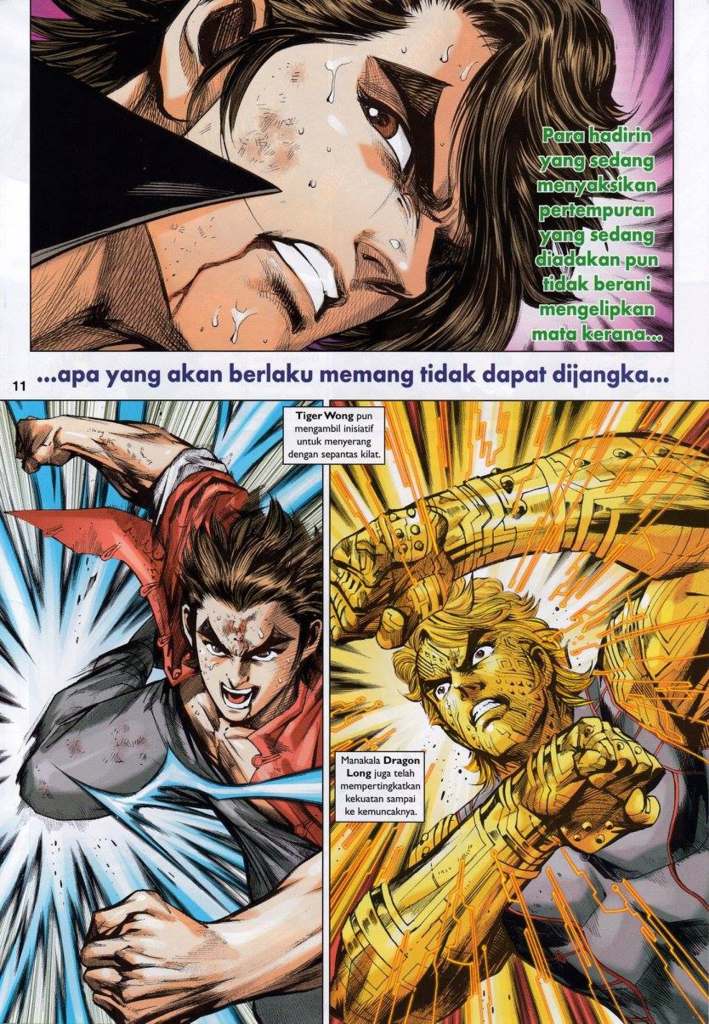 Para hadirin
yang sedang
menyaksikan
pertempuran
yang sedang
diadakan pun
tidak berani
mengelipkan
mata kerana...
11
...apa yang akan berlaku memang tidak dapat dijangka...
Tiger Wong pun
mengambil inisiatif
untuk menyerang
dengan sepantas kilat.
Manakala Dragon
Long juga telah
mempertingkatkan
kekuatan sampai
ke kemuncaknya.